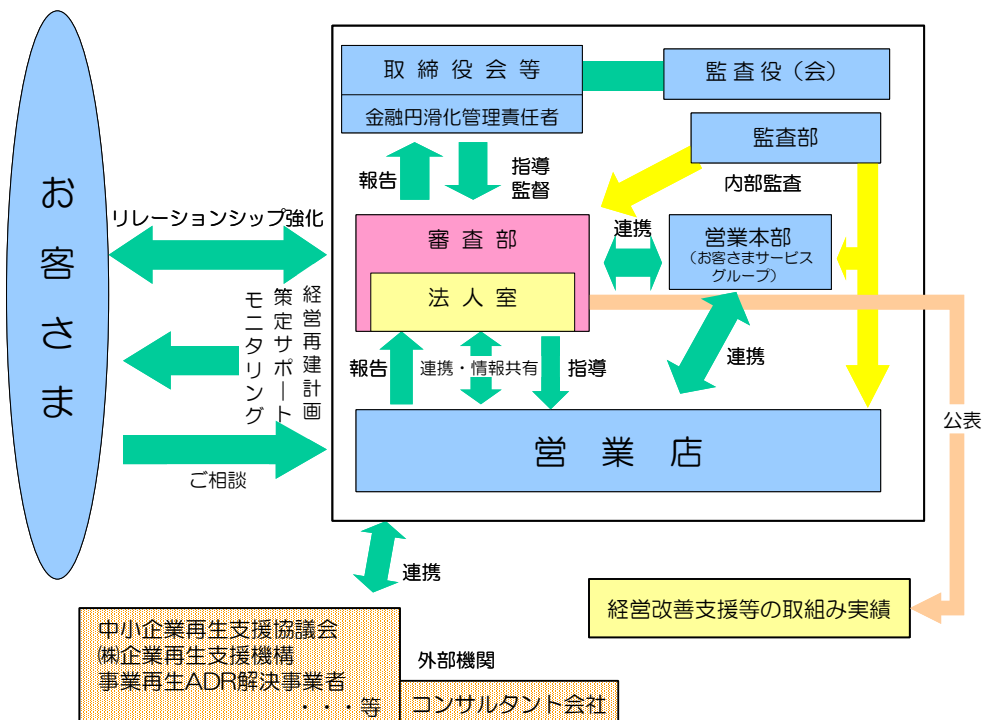 取締役会等
金融円滑化管理責任者
監査役(会)
監査部
内部監査
報告
指導
監督
お客さま
リレーションシップ強化
審査部
法人室
連携
営業本部
(お客さまサービス
グループ)
経営再建計画
策定サポート
モニタリング
報告
連携・情報共有
指導
連携
公表
営業店
ご相談
連携
経営改善支援等の取組み実績
中小企業再生支援協議会
㈱企業再生支援機構
事業再生ADR解決事業者
・・・等
外部機関
コンサルタント会社